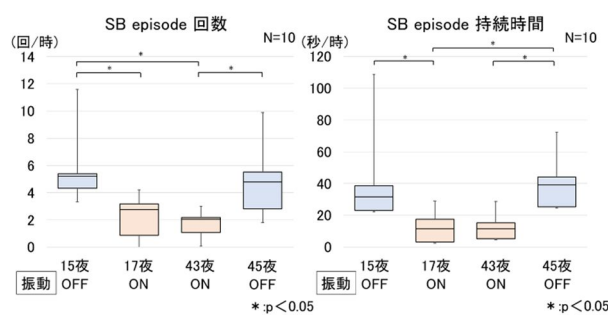 SB episode 回数
(回/時)
N=10
14
12
10
8
6
4
2
0
*
*
*
15夜
17夜
43夜
45夜
振動
OFF
ON
ON
OFF
*:p<0.05
SB episode 持続時間
(秒/時)
N=10
120
100
80
60
40
20
0
*
*
*
15夜
17夜
43夜
45夜
振動
OFF
ON
ON
OFF
*:p<0.05